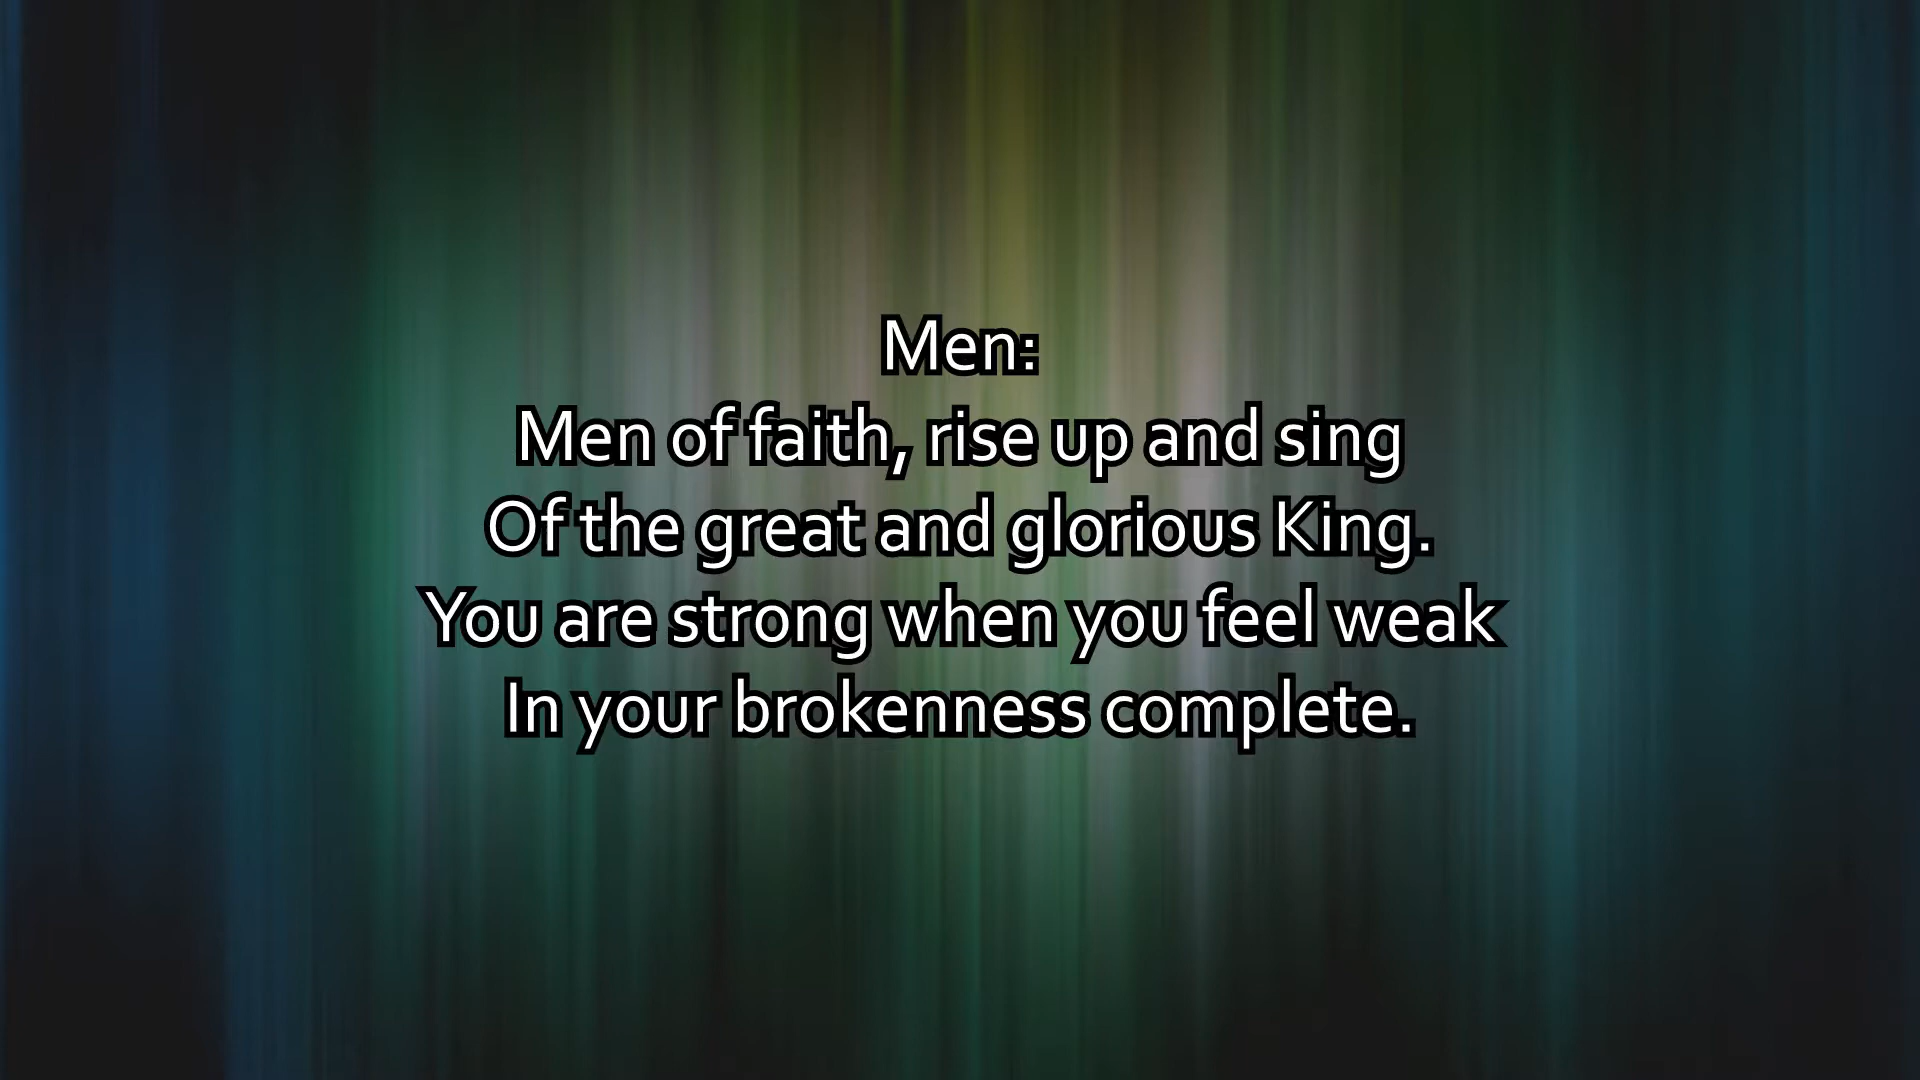 Men:
Men of faith, rise up and sing
Of the great and glorious King.
You are strong when you feel weak
In your brokenness complete.